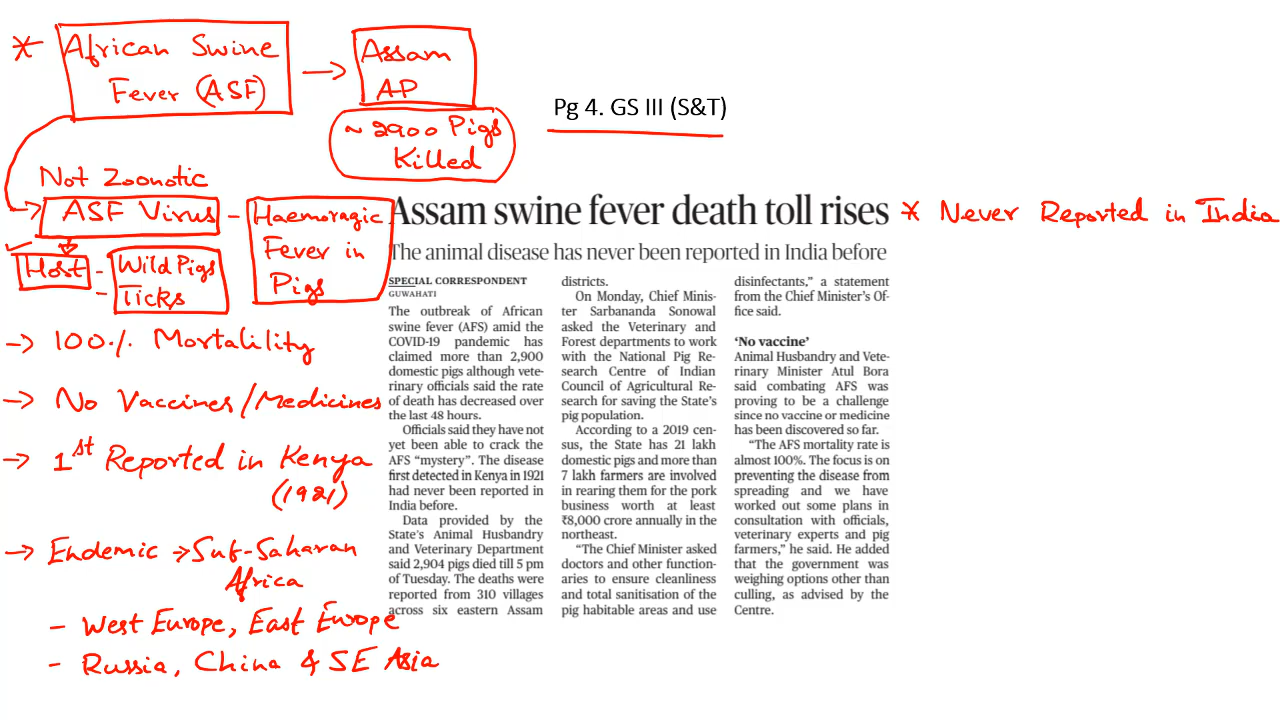 * African Swine
Fever (ASF)
→ Assam
AP
~ 2900 Pigs
Killed
Pg 4. GS III (S&T)
Not Zoonotic
→ ASF Virus - Haemoragic
Fever in
Pigs
Host - Wild Pigs
- Ticks
→ 100% Mortalility
→ No Vaccines/Medicines
→ 1st Reported in Kenya
(1921)
→ Endemic → Sub-Saharan
Africa
- West Europe, East Europe
- Russia, China & SE Asia
Assam swine fever death toll rises
* Never Reported in India
The animal disease has never been reported in India before
SPECIAL CORRESPONDENT
GUWAHATI
The outbreak of African
swine fever (AFS) amid the
COVID-19 pandemic has
claimed more than 2,900
domestic pigs although vete-
rinary officials said the rate
of death has decreased over
the last 48 hours.
Officials said they have not
yet been able to crack the
AFS “mystery”. The disease
first detected in Kenya in 1921
had never been reported in
India before.
Data provided by the
State’s Animal Husbandry
and Veterinary Department
said 2,904 pigs died till 5 pm
of Tuesday. The deaths were
reported from 310 villages
across six eastern Assam
districts.
On Monday, Chief Minis-
ter Sarbananda Sonowal
asked the Veterinary and
Forest departments to work
with the National Pig Re-
search Centre of Indian
Council of Agricultural Re-
search for saving the State’s
pig population.
According to a 2019 cen-
sus, the State has 21 lakh
domestic pigs and more than
7 lakh farmers are involved
in rearing them for the pork
business worth at least
₹8,000 crore annually in the
northeast.
“The Chief Minister asked
doctors and other function-
aries to ensure cleanliness
and total sanitisation of the
pig habitable areas and use
disinfectants,” a statement
from the Chief Minister’s Of-
fice said.
‘No vaccine’
Animal Husbandry and Vete-
rinary Minister Atul Bora
said combating AFS was
proving to be a challenge
since no vaccine or medicine
has been discovered so far.
“The AFS mortality rate is
almost 100%. The focus is on
preventing the disease from
spreading and we have
worked out some plans in
consultation with officials,
veterinary experts and pig
farmers,” he said. He added
that the government was
weighing options other than
culling, as advised by the
Centre.